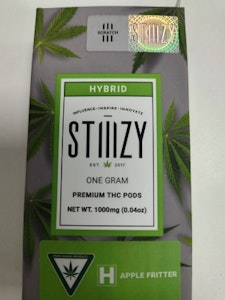 SCRATCH
STIIIZY
HYBRID
INFLUENCE • INSPIRE • INNOVATE
STIIIZY
EST. 2017
ONE GRAM
PREMIUM THC PODS
NET WT. 1000mg (0.04oz)
H APPLE FRITTER